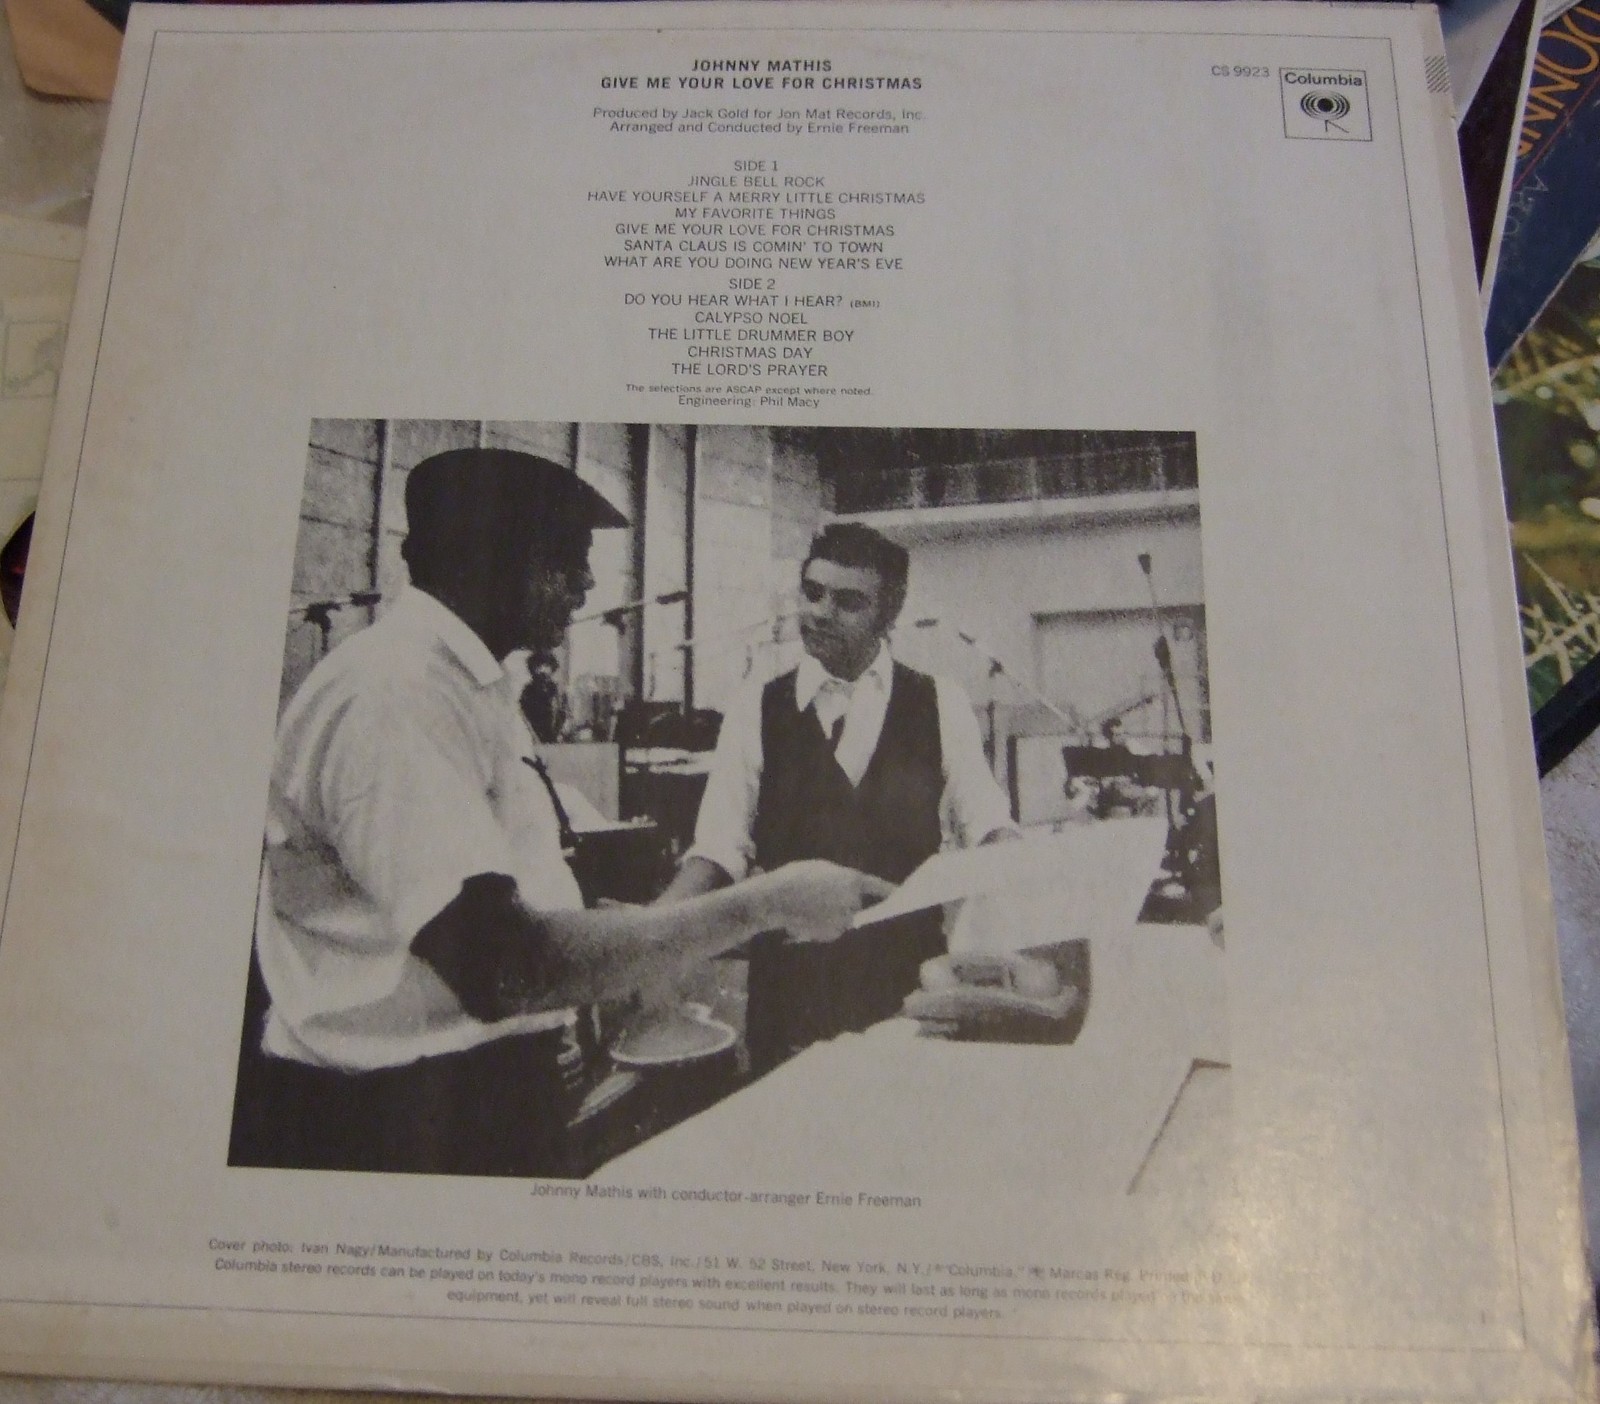 JOHNNY MATHIS
GIVE ME YOUR LOVE FOR CHRISTMAS
CS 9923
Columbia
Produced by Jack Gold for Jon Mat Records, Inc.
Arranged and Conducted by Ernie Freeman
SIDE 1
JINGLE BELL ROCK
HAVE YOURSELF A MERRY LITTLE CHRISTMAS
MY FAVORITE THINGS
GIVE ME YOUR LOVE FOR CHRISTMAS
SANTA CLAUS IS COMIN' TO TOWN
WHAT ARE YOU DOING NEW YEAR'S EVE
SIDE 2
DO YOU HEAR WHAT I HEAR? (BMI)
CALYPSO NOEL
THE LITTLE DRUMMER BOY
CHRISTMAS DAY
THE LORD'S PRAYER
The selections are ASCAP except where noted.
Engineering: Phil Macy
Johnny Mathis with conductor-arranger Ernie Freeman
Cover photo: Ivan Nagy/Manufactured by Columbia Records/CBS, Inc./51 W. 52 Street, New York, N.Y./® "Columbia," Marcas Reg. Printed in
Columbia stereo records can be played on today's mono record players with excellent results. They will last as long as mono records played on the same
equipment, yet will reveal full stereo sound when played on stereo record players.
DONN